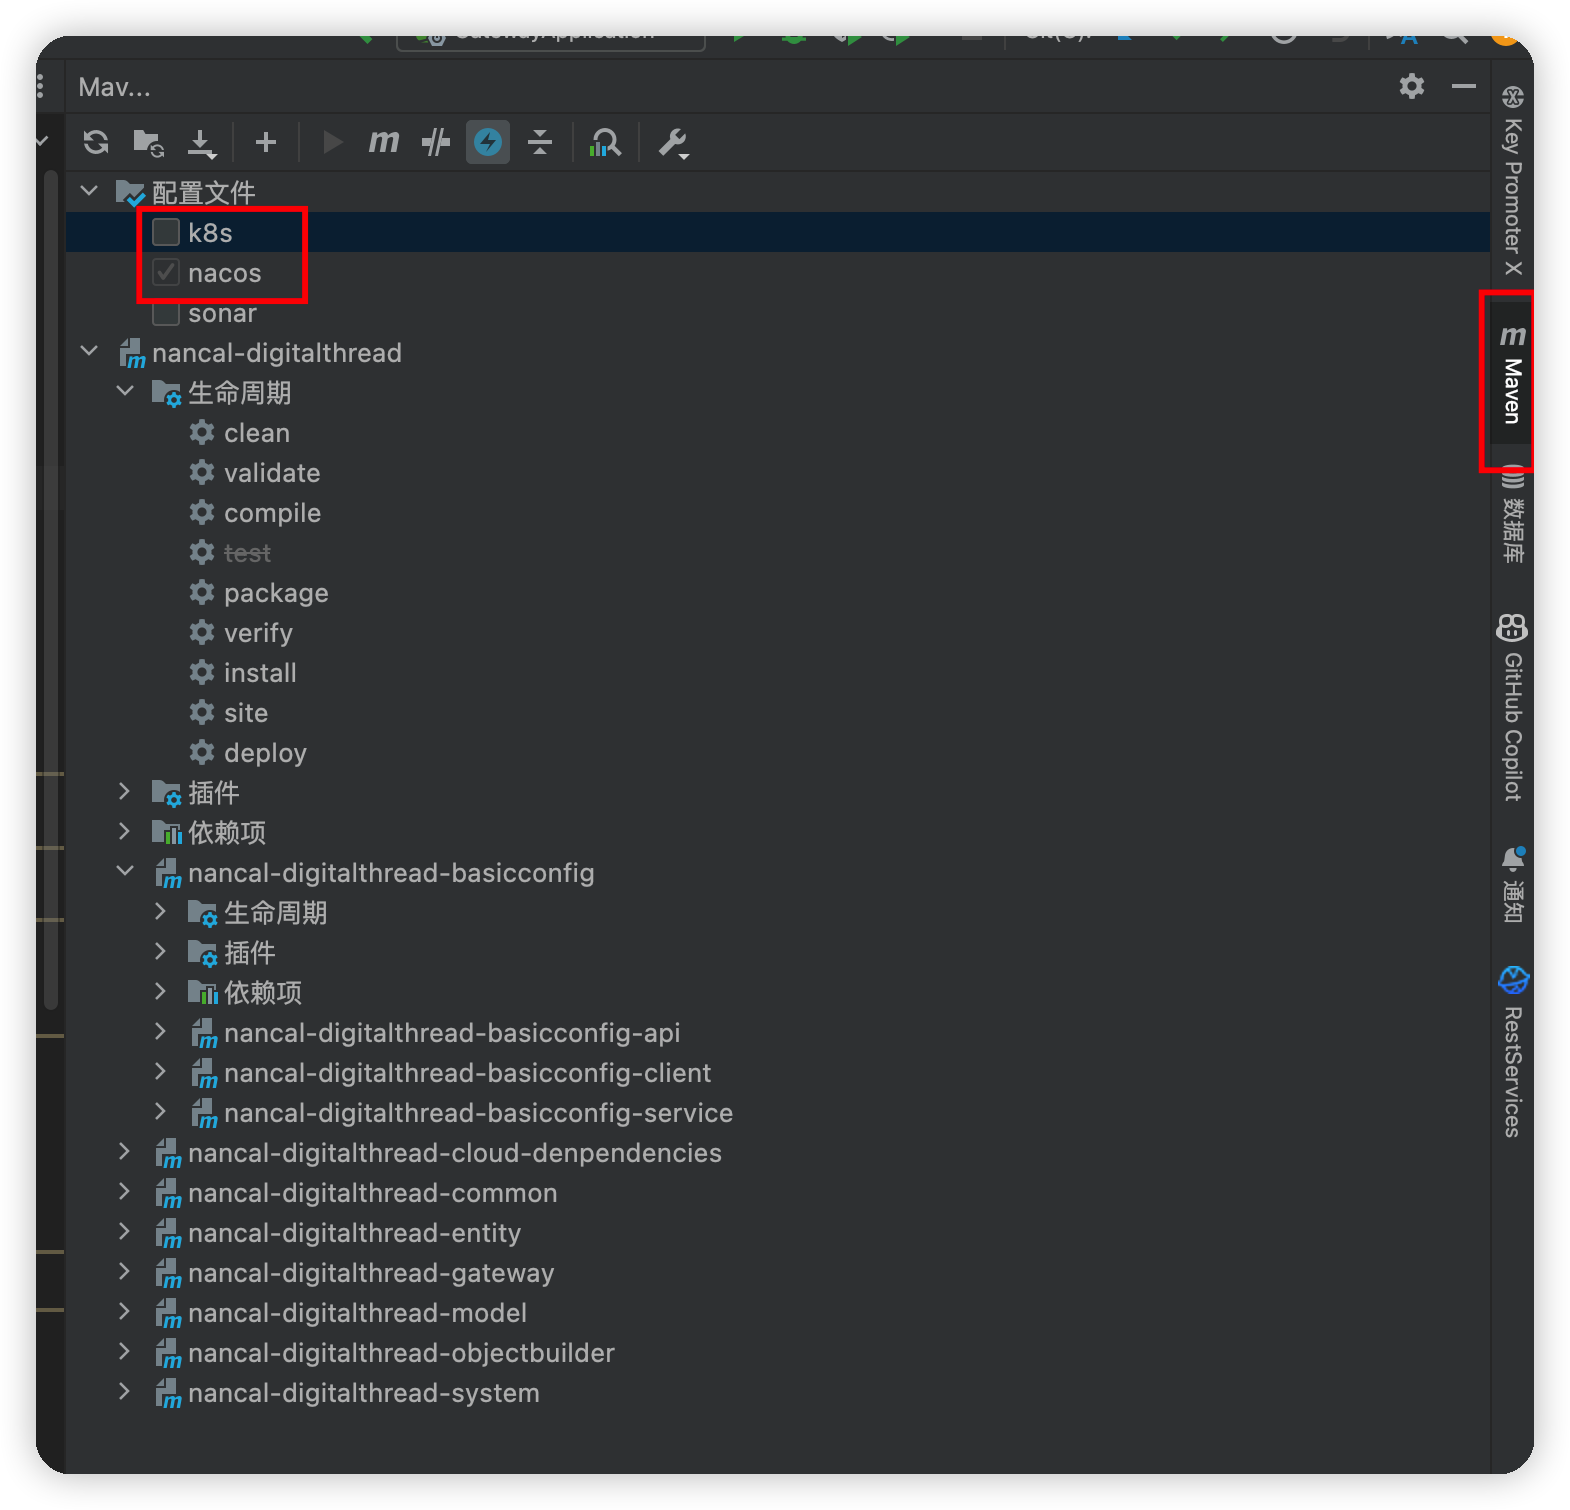 GatewayApplication
Git(G):
Mav...
配置文件
k8s
nacos
sonar
nancal-digitalthread
生命周期
clean
validate
compile
test
package
verify
install
site
deploy
插件
依赖项
nancal-digitalthread-basicconfig
生命周期
插件
依赖项
nancal-digitalthread-basicconfig-api
nancal-digitalthread-basicconfig-client
nancal-digitalthread-basicconfig-service
nancal-digitalthread-cloud-denpendencies
nancal-digitalthread-common
nancal-digitalthread-entity
nancal-digitalthread-gateway
nancal-digitalthread-model
nancal-digitalthread-objectbuilder
nancal-digitalthread-system
Key Promoter X
Maven
数据库
GitHub Copilot
通知
RestServices